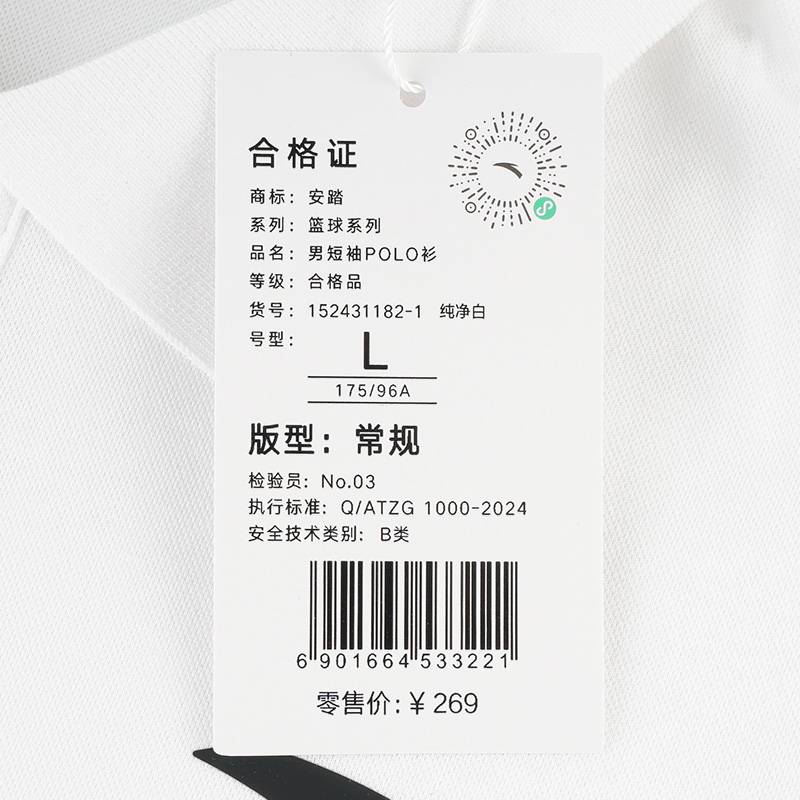 合格证
商标：安踏
系列：篮球系列
品名：男短袖POLO衫
等级：合格品
货号：152431182-1 纯净白
号型：
L
175/96A
版型：常规
检验员：No.03
执行标准：Q/ATZG 1000-2024
安全技术类别：B类
6 901664 533221
零售价：¥ 269